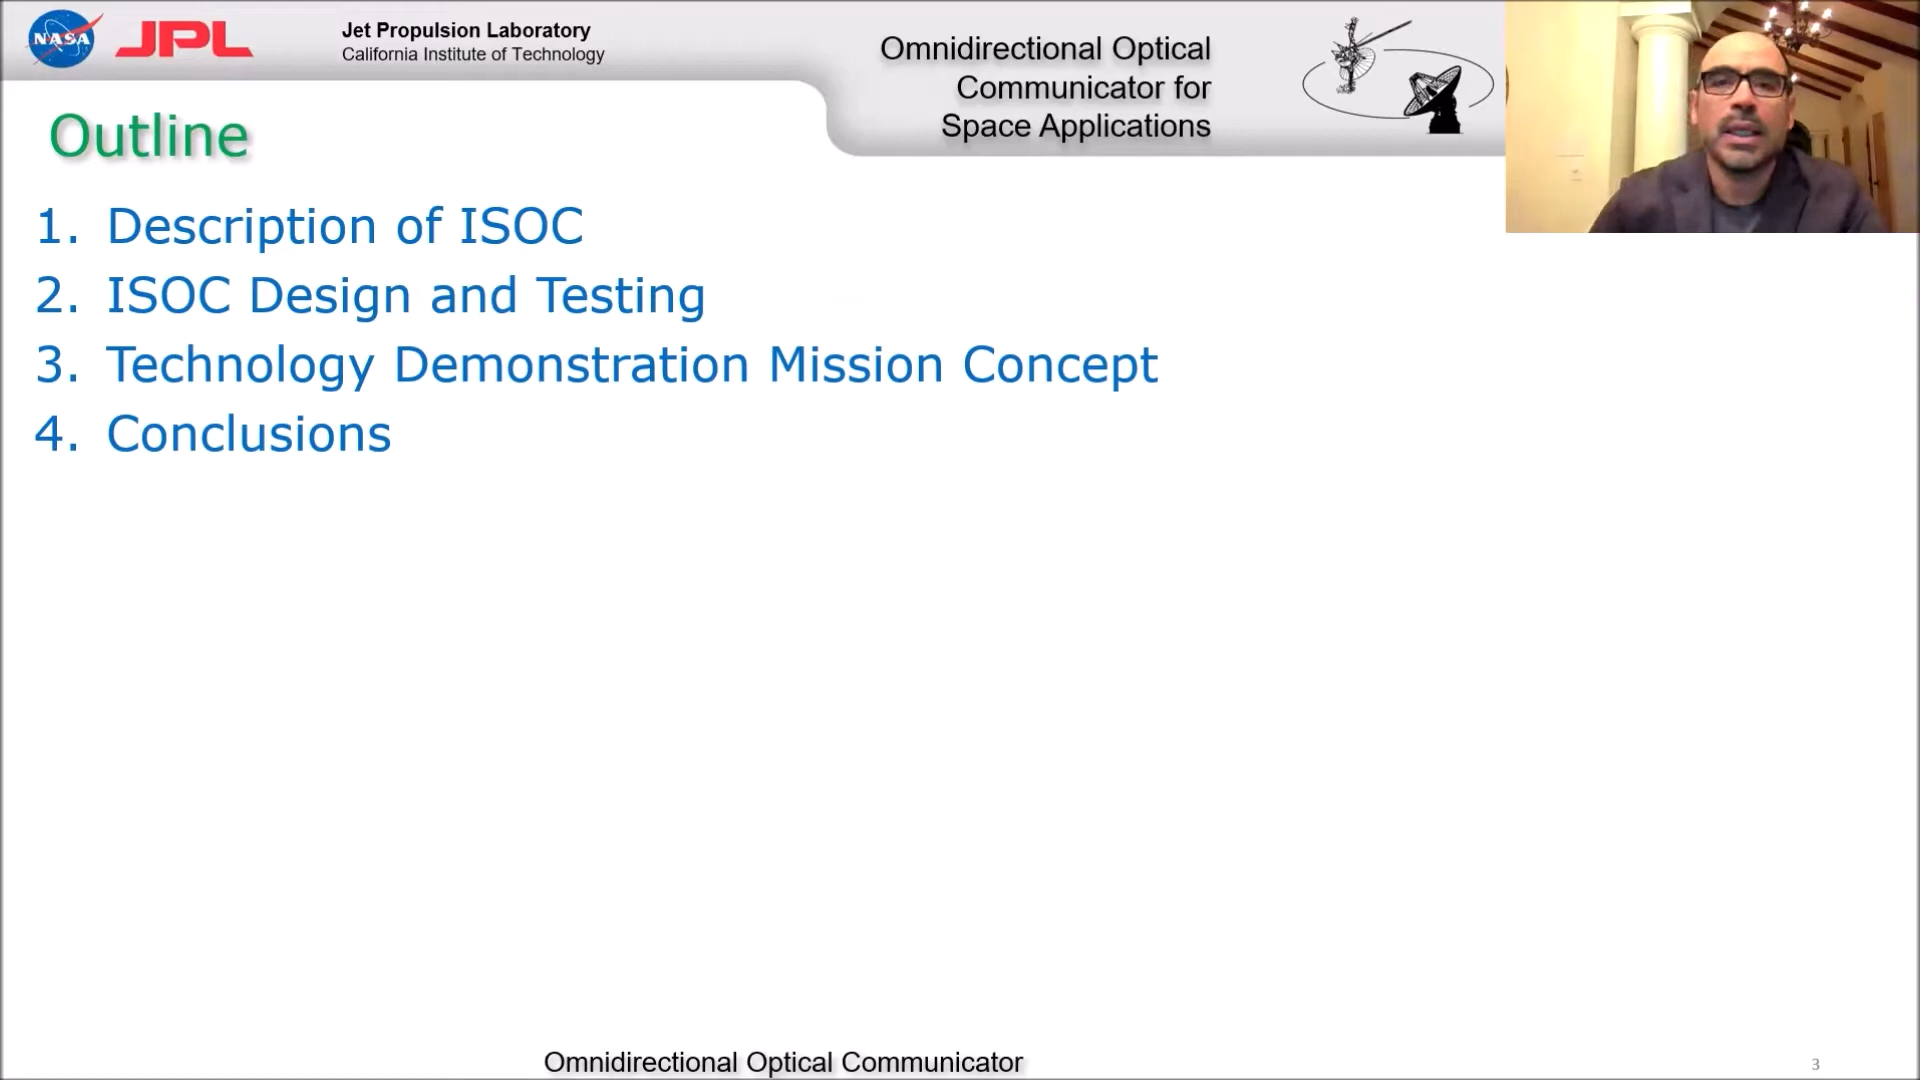 NASA JPL
Jet Propulsion Laboratory
California Institute of Technology
Omnidirectional Optical
Communicator for
Space Applications
Outline
1. Description of ISOC
2. ISOC Design and Testing
3. Technology Demonstration Mission Concept
4. Conclusions
Omnidirectional Optical Communicator
3